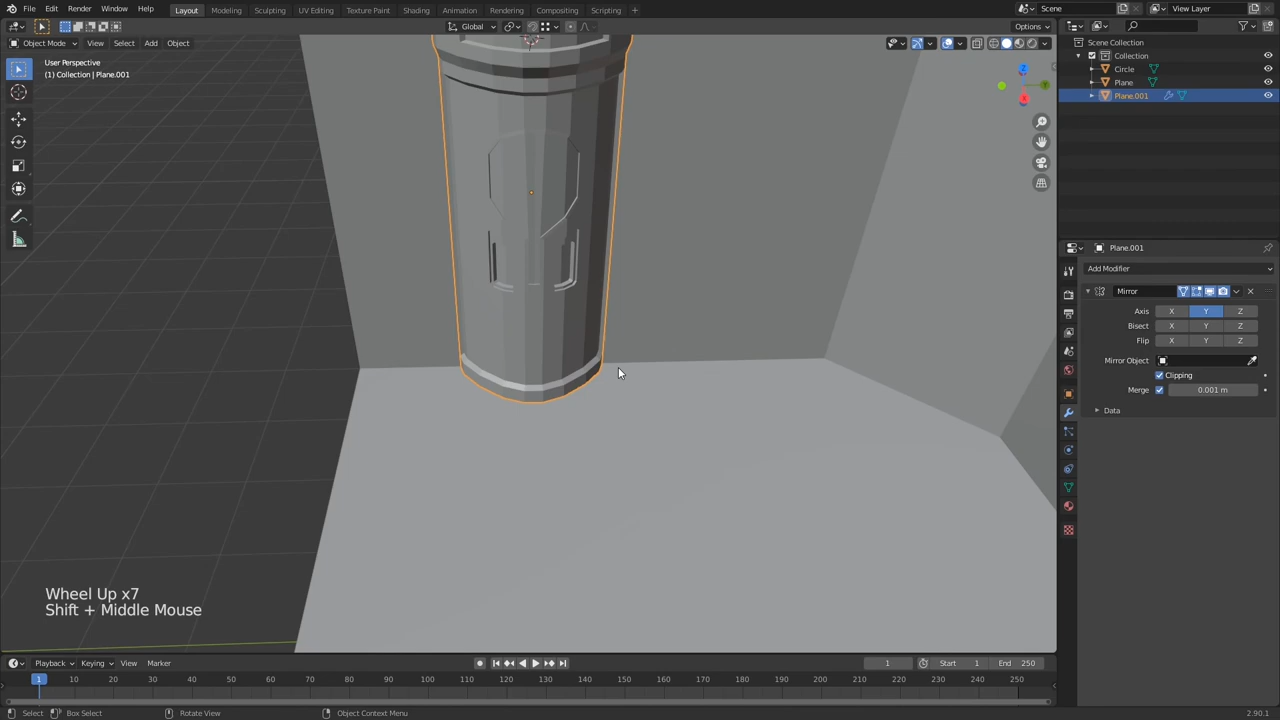 File Edit Render Window Help Layout Modeling Sculpting UV Editing Texture Paint Shading Animation Rendering Compositing Scripting + Scene View Layer
Global Options
Object Mode View Select Add Object
User Perspective
(1) Collection | Plane.001
Scene Collection
Collection
Circle
Plane
Plane.001
Plane.001
Add Modifier
Mirror
Axis X Y Z
Bisect X Y Z
Flip X Y Z
Mirror Object
Clipping
Merge 0.001 m
Data
Wheel Up x7
Shift + Middle Mouse
Playback Keying View Marker 1 Start 1 End 250
1 10 20 30 40 50 60 70 80 90 100 110 120 130 140 150 160 170 180 190 200 210 220 230 240 250
Select Box Select Rotate View Object Context Menu 2.90.1